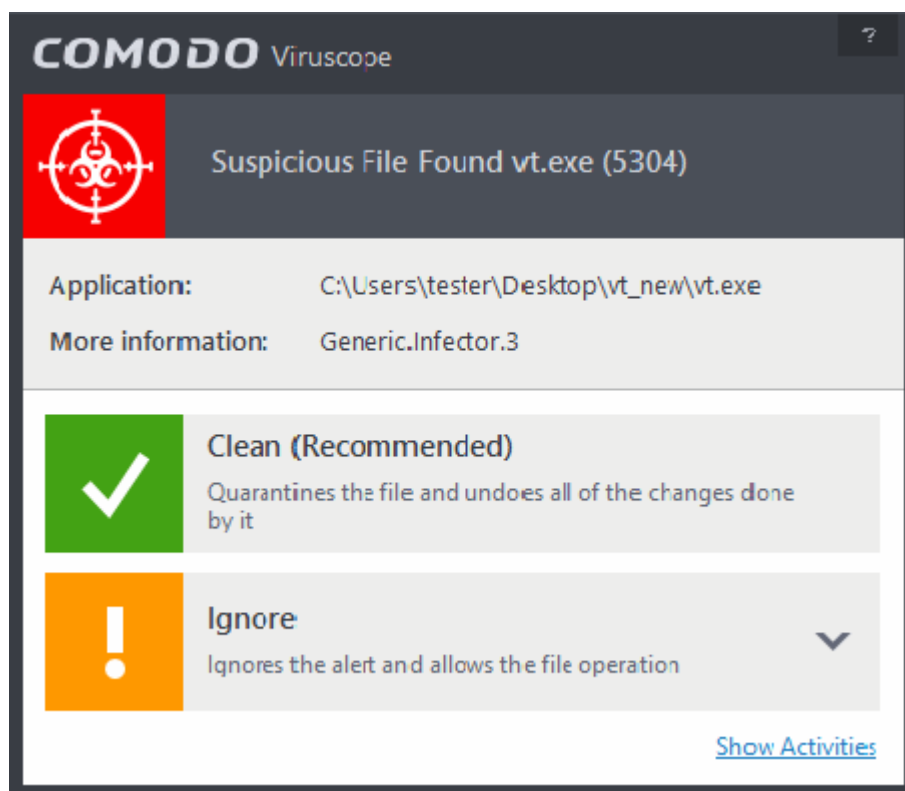 COMODO Viruscope
?
Suspicious File Found vt.exe (5304)
Application: C:\Users\tester\Desktop\vt_new\vt.exe
More information: Generic.Infector.3
Clean (Recommended)
Quarantines the file and undoes all of the changes done
by it
Ignore
Ignores the alert and allows the file operation
Show Activities